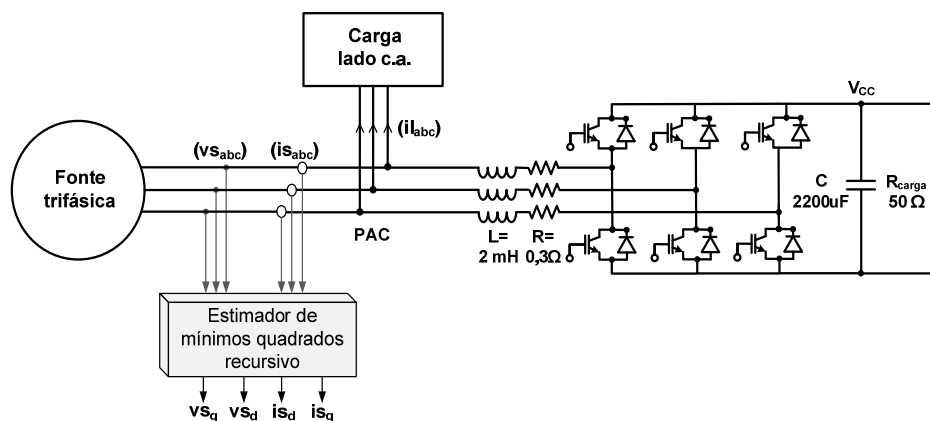 Carga
lado c.a.
Fonte
trifásica
(vs_abc)
(is_abc)
(il_abc)
PAC
L=
2 mH
R=
0,3Ω
V_CC
C
2200uF
R_carga
50 Ω
Estimador de
mínimos quadrados
recursivo
vs_q
vs_d
is_d
is_q